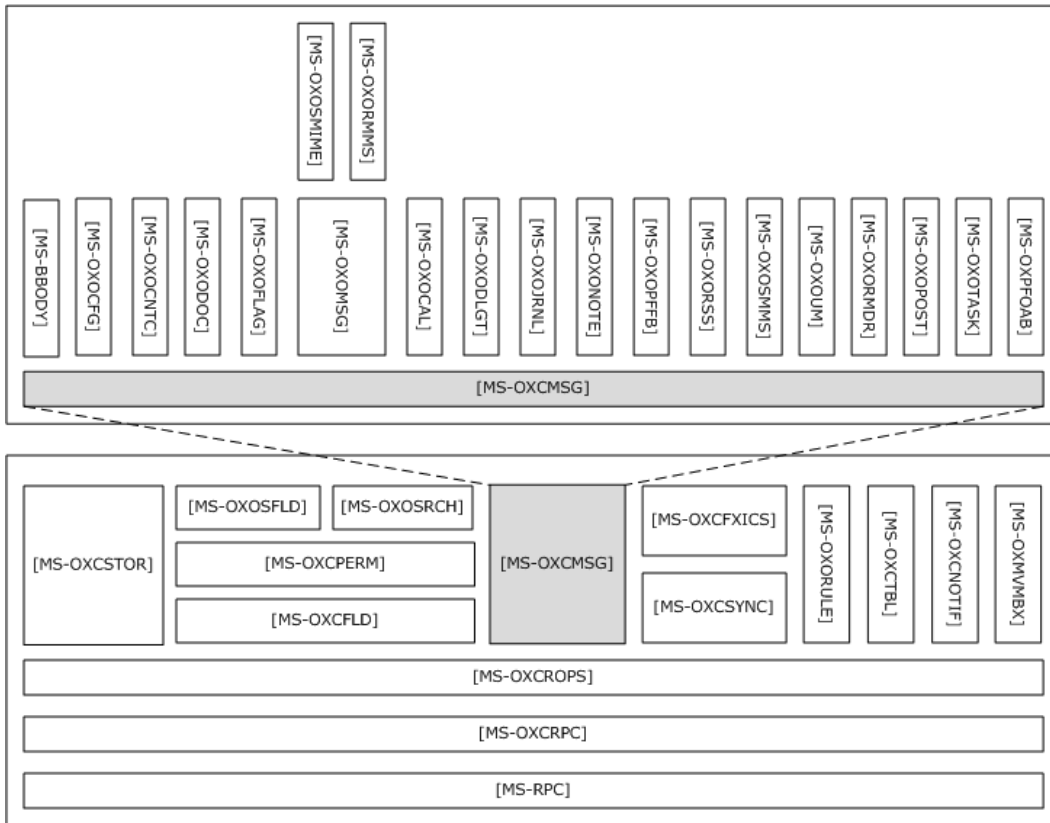 [MS-OXOSMIME]
[MS-OXORMMS]
[MS-BBODY]
[MS-OXOCFG]
[MS-OXOCNTC]
[MS-OXODOC]
[MS-OXOFLAG]
[MS-OXOMSG]
[MS-OXOCAL]
[MS-OXODLGT]
[MS-OXOJRNL]
[MS-OXONOTE]
[MS-OXOPFFB]
[MS-OXORSS]
[MS-OXOSMMS]
[MS-OXOUM]
[MS-OXORMDR]
[MS-OXOPOST]
[MS-OXOTASK]
[MS-OXPFOAB]
[MS-OXCMSG]
[MS-OXCSTOR]
[MS-OXOSFLD]
[MS-OXOSRCH]
[MS-OXCPERM]
[MS-OXCFLD]
[MS-OXCMSG]
[MS-OXCFXICS]
[MS-OXCSYNC]
[MS-OXORULE]
[MS-OXCTBL]
[MS-OXCNOTIF]
[MS-OXMVMBX]
[MS-OXCROPS]
[MS-OXCRPC]
[MS-RPC]